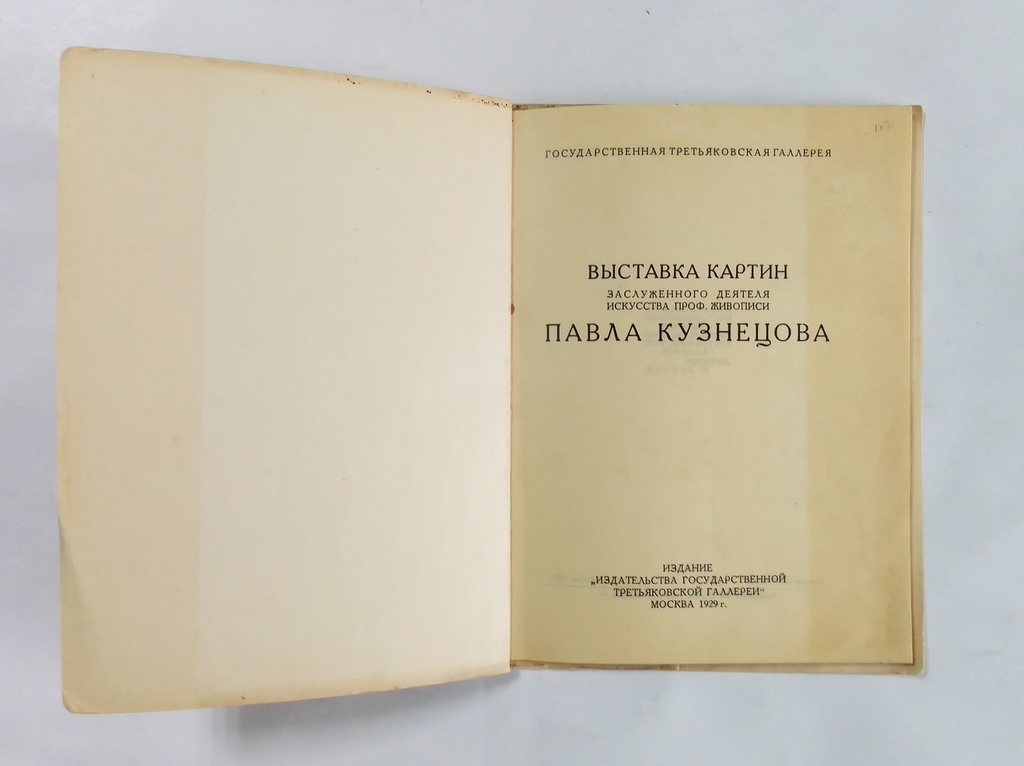 107
ГОСУДАРСТВЕННАЯ ТРЕТЬЯКОВСКАЯ ГАЛЛЕРЕЯ
ВЫСТАВКА КАРТИН
ЗАСЛУЖЕННОГО ДЕЯТЕЛЯ
ИСКУССТВА ПРОФ. ЖИВОПИСИ
ПАВЛА КУЗНЕЦОВА
ИЗДАНИЕ
„ИЗДАТЕЛЬСТВА ГОСУДАРСТВЕННОЙ
ТРЕТЬЯКОВСКОЙ ГАЛЛЕРЕИ“
МОСКВА 1929 г.